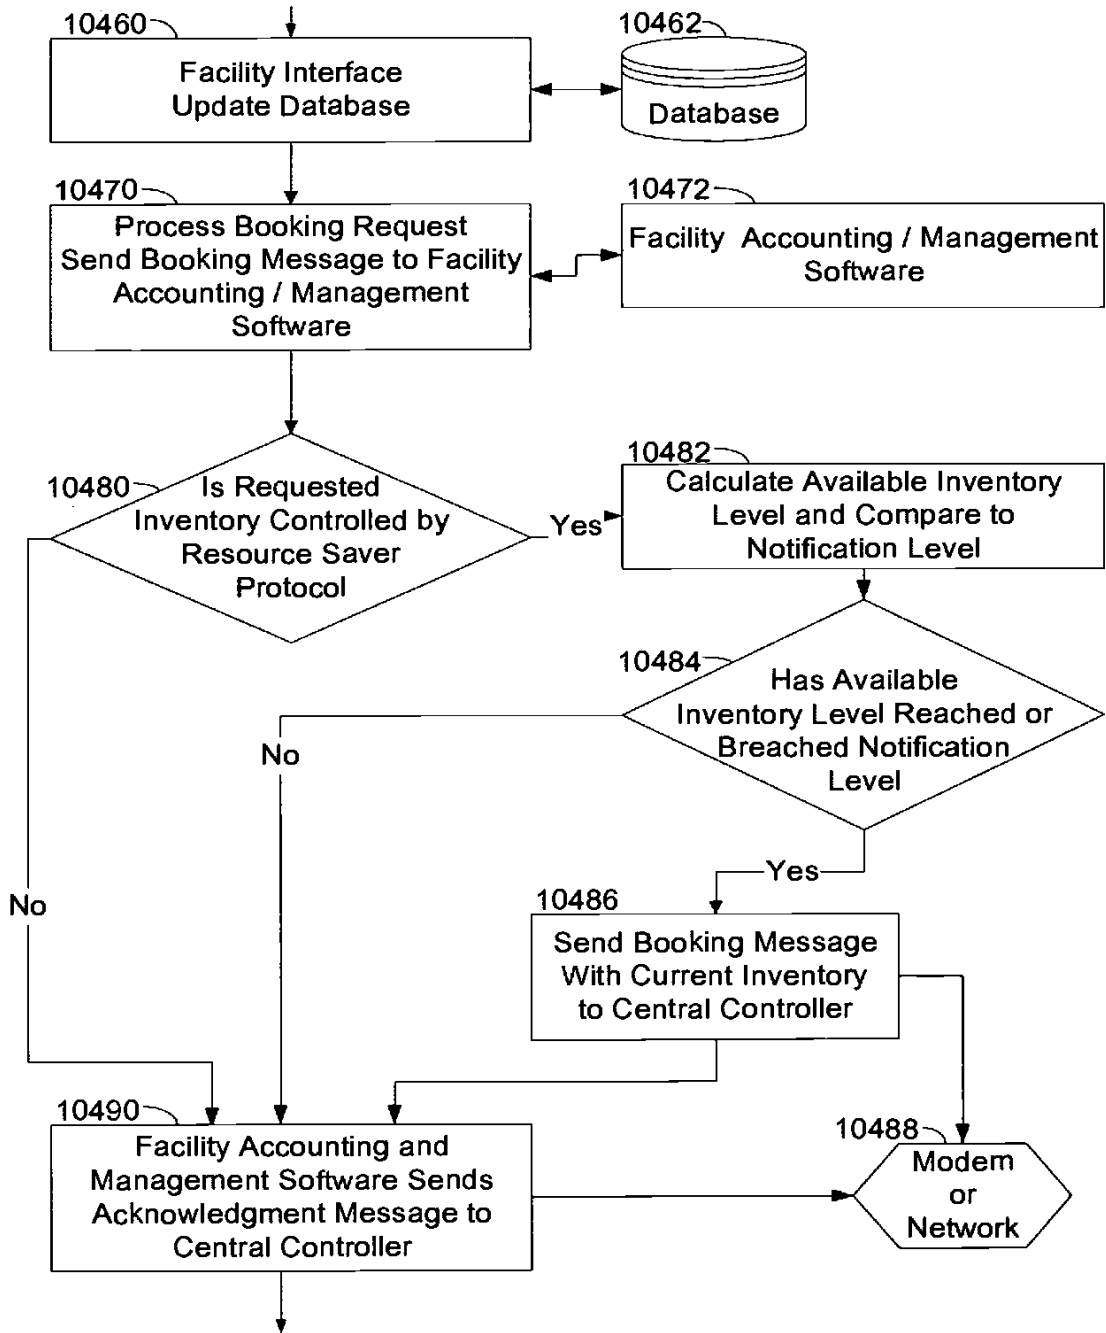 10460
Facility Interface
Update Database
10462
Database
10470
Process Booking Request
Send Booking Message to Facility
Accounting / Management
Software
10472
Facility Accounting / Management
Software
10480
Is Requested
Inventory Controlled by
Resource Saver
Protocol
Yes
10482
Calculate Available Inventory
Level and Compare to
Notification Level
10484
Has Available
Inventory Level Reached or
Breached Notification
Level
No
No
Yes
10486
Send Booking Message
With Current Inventory
to Central Controller
10490
Facility Accounting and
Management Software Sends
Acknowledgment Message to
Central Controller
10488
Modem
or
Network